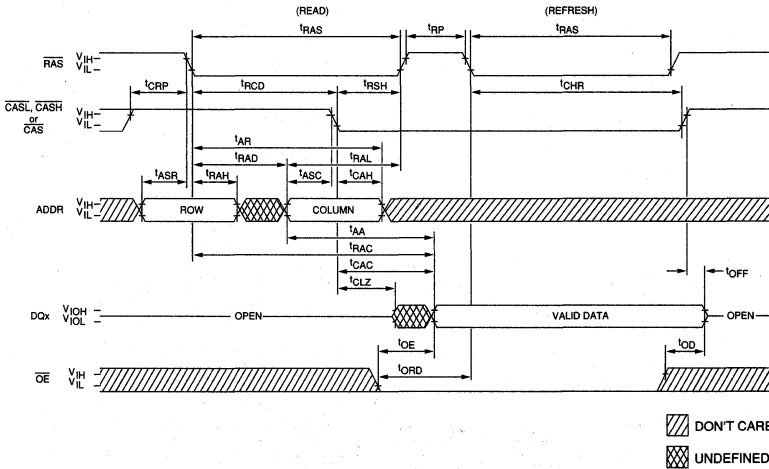 (READ)
(REFRESH)
tRAS tRP tRAS
RAS VIH
VIL
tCRP tRCD tRSH tCHR
CASL, CASH
or
CAS
VIH
VIL
tAR
tRAD tRAL
tASR tRAH tASC tCAH
ADDR VIH
VIL
ROW COLUMN
tAA
tRAC
tCAC
tCLZ
tOFF
DQx VIOH
VIOL
OPEN VALID DATA OPEN
tOE tOD
tORD
OE VIH
VIL
DON'T CARE
UNDEFINED